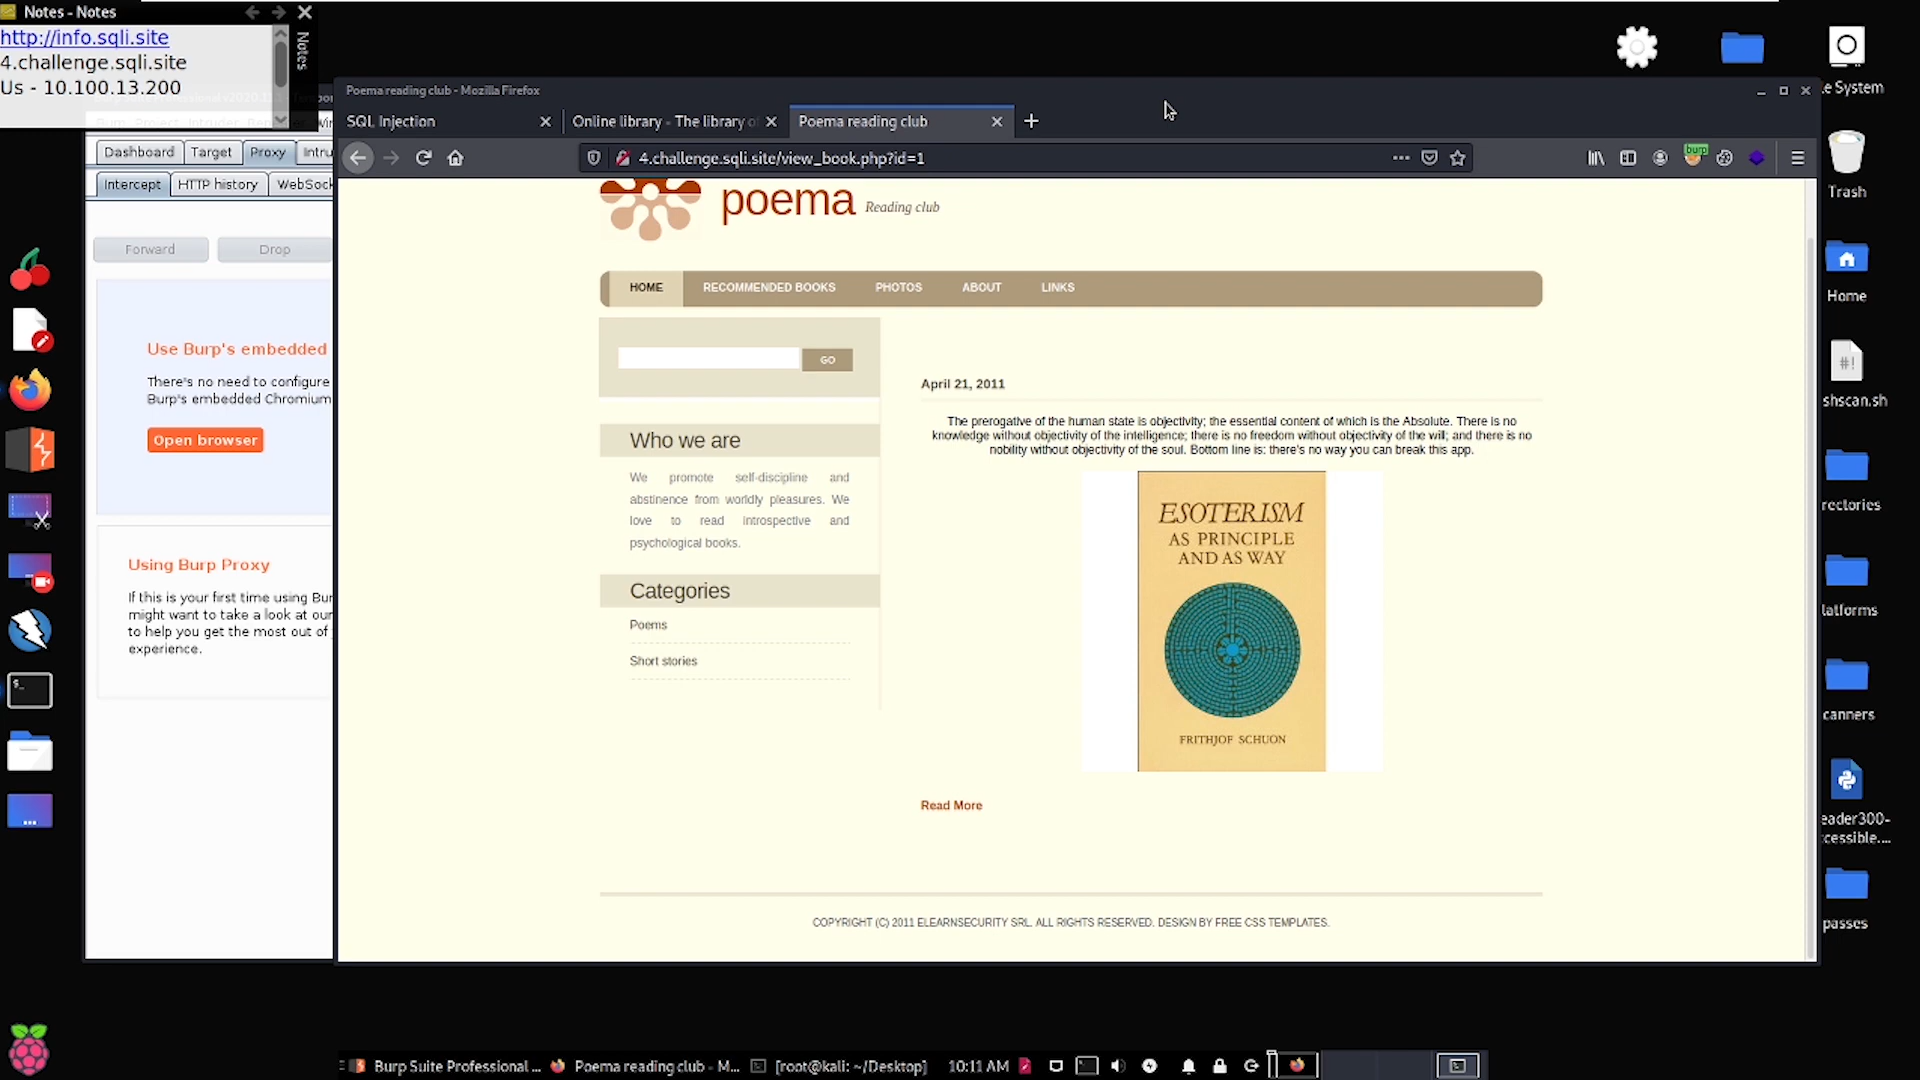 Notes - Notes
http://info.sqli.site
4.challenge.sqli.site
Us - 10.100.13.200
Notes
Poema reading club - Mozilla Firefox
SQL Injection
Online library - The library o
Poema reading club
4.challenge.sqli.site/view_book.php?id=1
burp
Dashboard
Target
Proxy
Intru
Intercept
HTTP history
WebSock
Forward
Drop
Use Burp's embedded
There's no need to configure
Burp's embedded Chromium
Open browser
Using Burp Proxy
If this is your first time using Bur
might want to take a look at our
to help you get the most out of
experience.
poema
Reading club
HOME
RECOMMENDED BOOKS
PHOTOS
ABOUT
LINKS
GO
Who we are
We promote self-discipline and
abstinence from worldly pleasures. We
love to read introspective and
psychological books.
Categories
Poems
Short stories
April 21, 2011
The prerogative of the human state is objectivity; the essential content of which is the Absolute. There is no
knowledge without objectivity of the intelligence; there is no freedom without objectivity of the will; and there is no
nobility without objectivity of the soul. Bottom line is: there's no way you can break this app.
ESOTERISM
AS PRINCIPLE
AND AS WAY
FRITHJOF SCHUON
Read More
COPYRIGHT (C) 2011 ELEARNSECURITY SRL. ALL RIGHTS RESERVED. DESIGN BY FREE CSS TEMPLATES.
e System
Trash
Home
#!
shscan.sh
rectories
latforms
canners
eader300-
ccessible....
passes
Burp Suite Professional ...
Poema reading club - M...
[root@kali: ~/Desktop]
10:11 AM